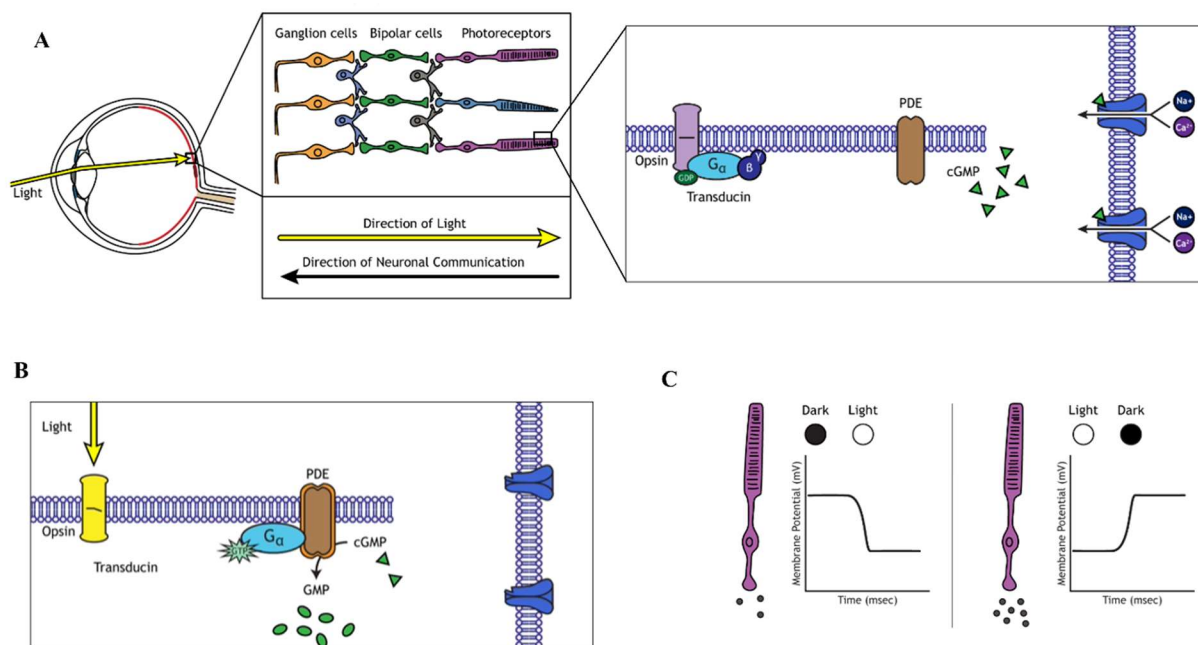 A
Light
Ganglion cells Bipolar cells Photoreceptors
Direction of Light
Direction of Neuronal Communication
Opsin
Gα
β
γ
GDP
Transducin
PDE
cGMP
Na+
Ca²⁺
Na+
Ca²⁺
B
Light
Opsin
Transducin
GTP
Gα
PDE
cGMP
GMP
C
Dark Light
Membrane Potential (mV)
Time (msec)
Light Dark
Membrane Potential (mV)
Time (msec)